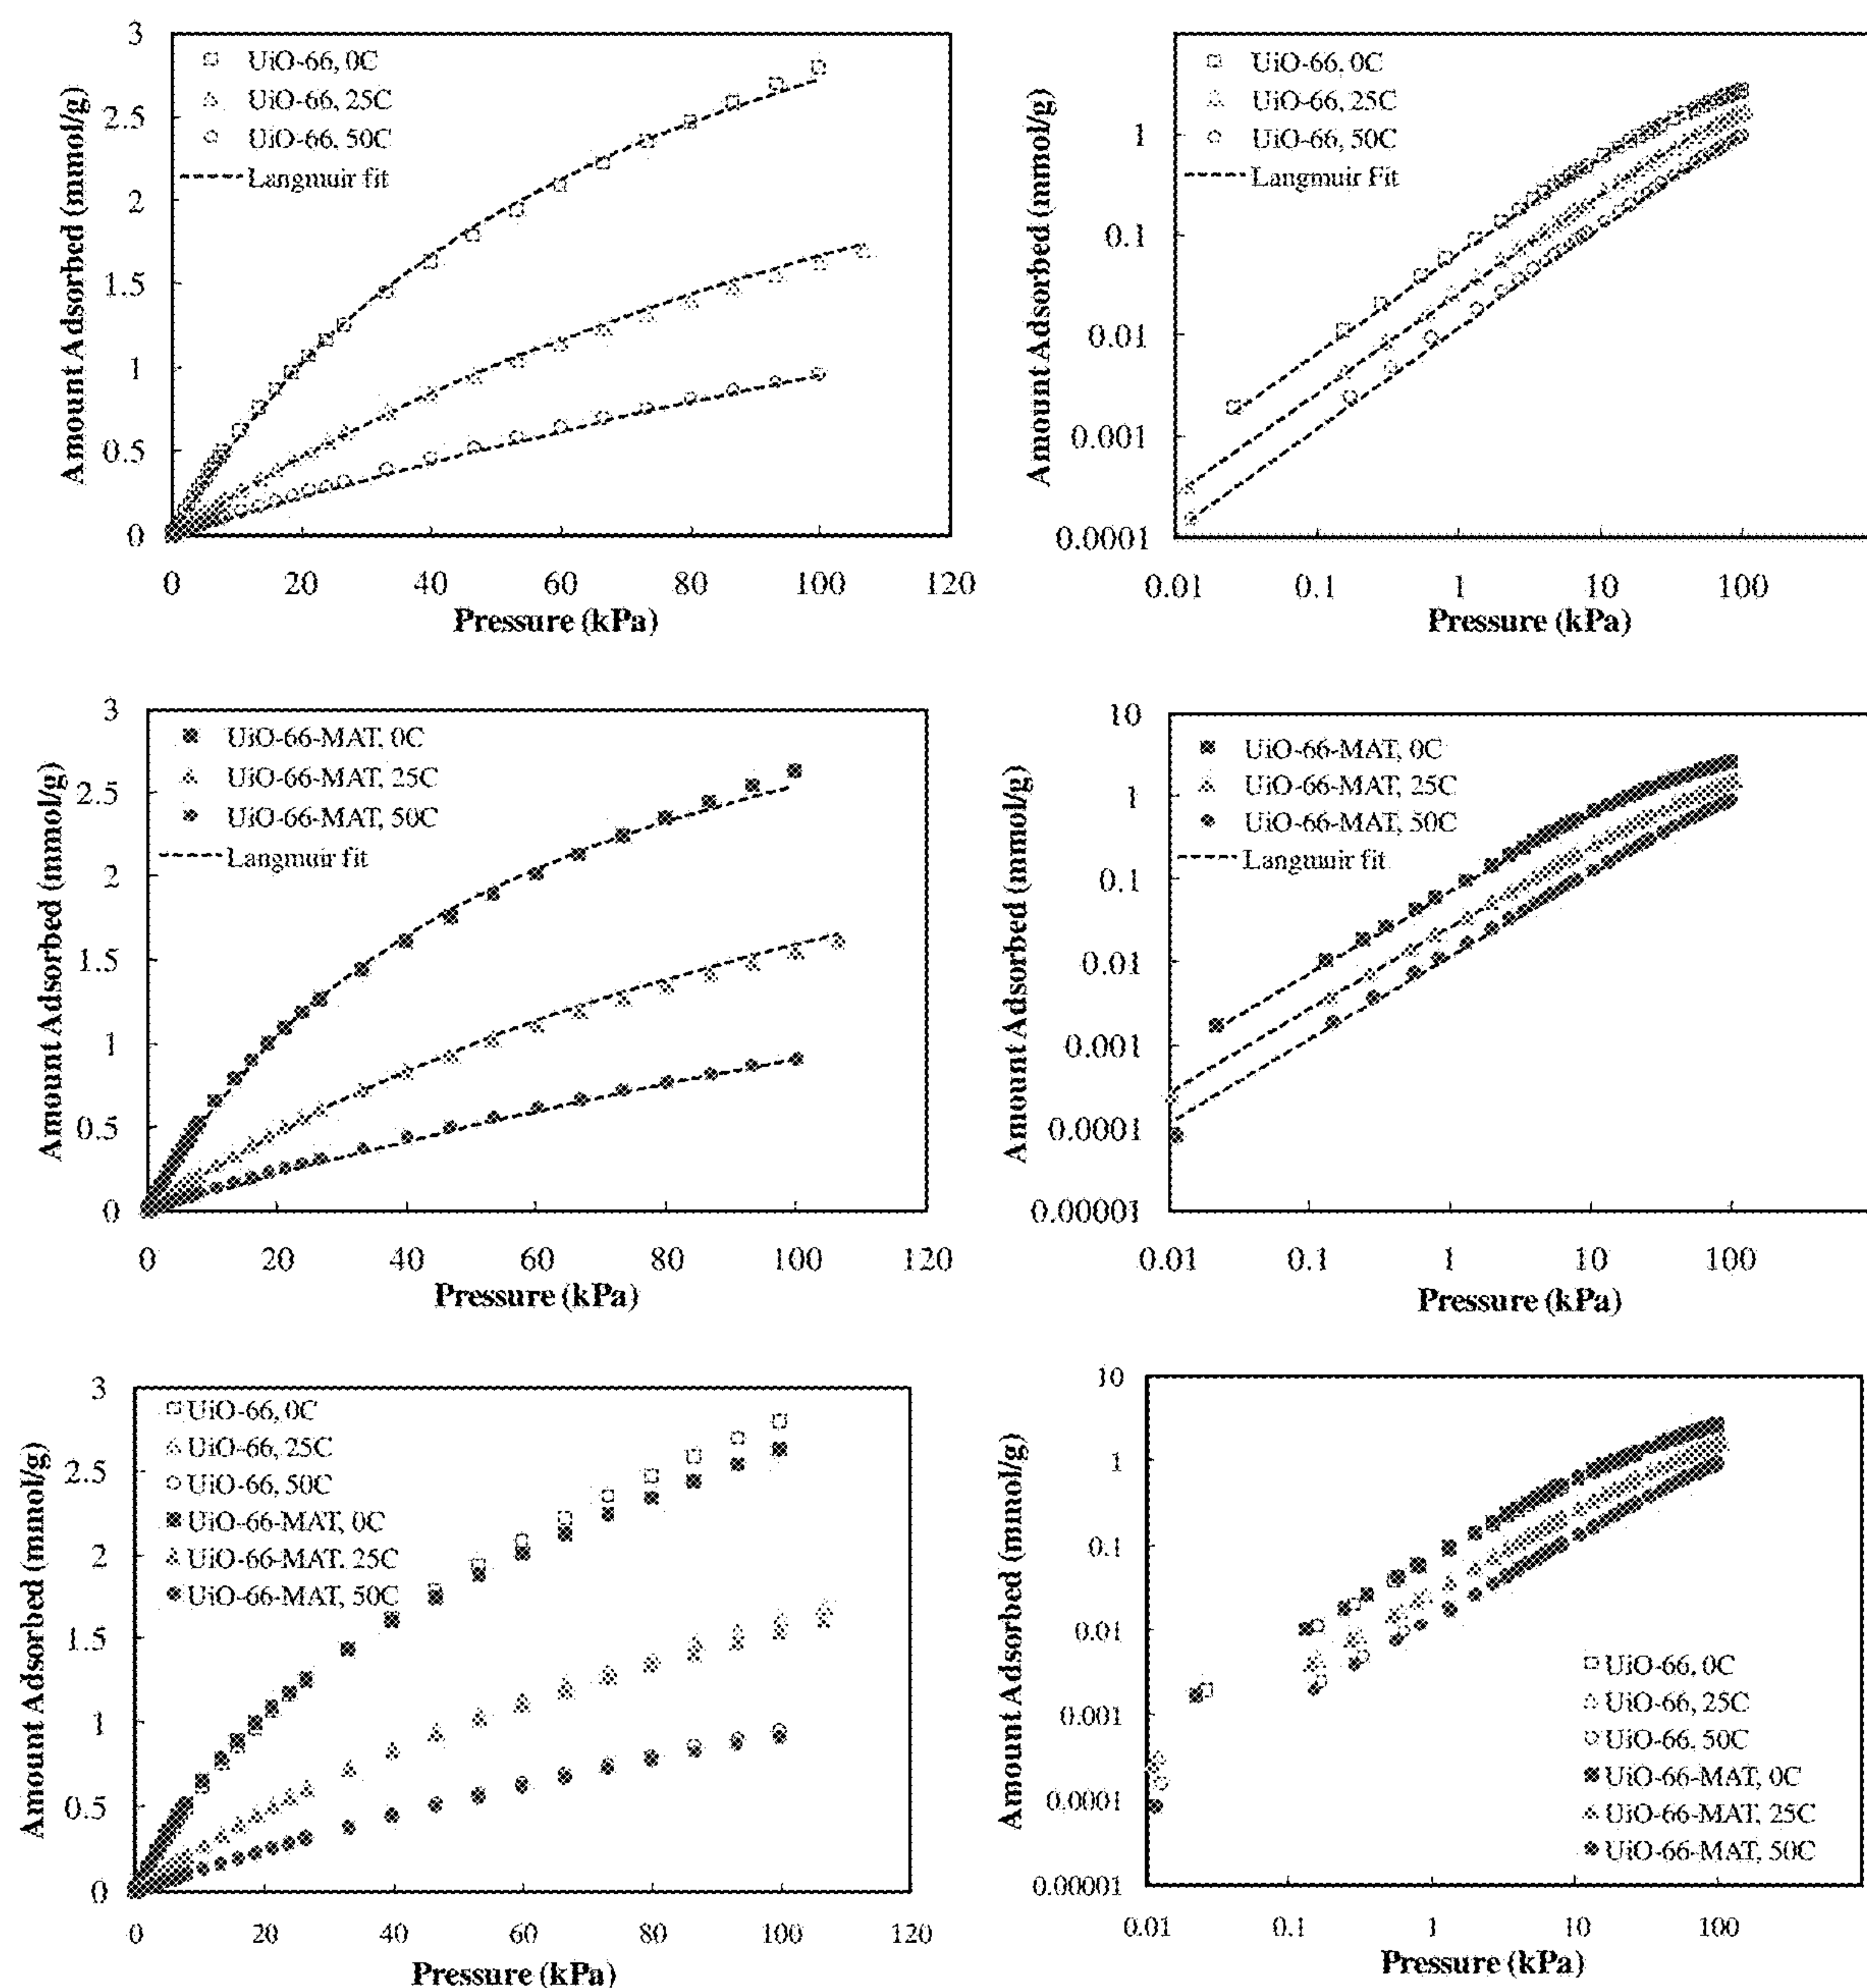 Amount Adsorbed (mmol/g)
3
2.5
2
1.5
1
0.5
0
UiO-66, 0C
UiO-66, 25C
UiO-66, 50C
Langmuir fit
0 20 40 60 80 100 120
Pressure (kPa)
Amount Adsorbed (mmol/g)
1
0.1
0.01
0.001
0.0001
UiO-66, 0C
UiO-66, 25C
UiO-66, 50C
Langmuir Fit
0.01 0.1 1 10 100
Pressure (kPa)
Amount Adsorbed (mmol/g)
3
2.5
2
1.5
1
0.5
0
UiO-66-MAT, 0C
UiO-66-MAT, 25C
UiO-66-MAT, 50C
Langmuir fit
0 20 40 60 80 100 120
Pressure (kPa)
Amount Adsorbed (mmol/g)
10
1
0.1
0.01
0.001
0.0001
0.00001
UiO-66-MAT, 0C
UiO-66-MAT, 25C
UiO-66-MAT, 50C
Langmuir fit
0.01 0.1 1 10 100
Pressure (kPa)
Amount Adsorbed (mmol/g)
3
2.5
2
1.5
1
0.5
0
UiO-66, 0C
UiO-66, 25C
UiO-66, 50C
UiO-66-MAT, 0C
UiO-66-MAT, 25C
UiO-66-MAT, 50C
0 20 40 60 80 100 120
Pressure (kPa)
Amount Adsorbed (mmol/g)
10
1
0.1
0.01
0.001
0.0001
0.00001
UiO-66, 0C
UiO-66, 25C
UiO-66, 50C
UiO-66-MAT, 0C
UiO-66-MAT, 25C
UiO-66-MAT, 50C
0.01 0.1 1 10 100
Pressure (kPa)